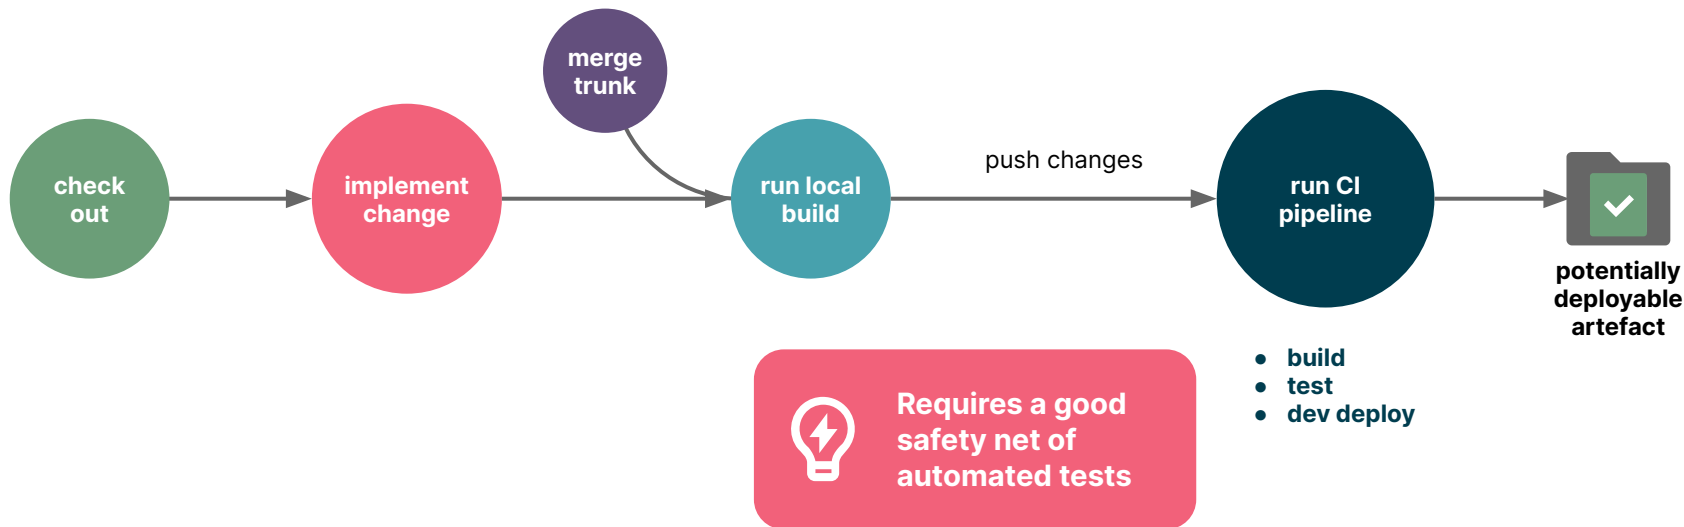 merge
trunk
check
out
implement
change
run local
build
push changes
run CI
pipeline
potentially
deployable
artefact
● build
● test
● dev deploy
Requires a good
safety net of
automated tests